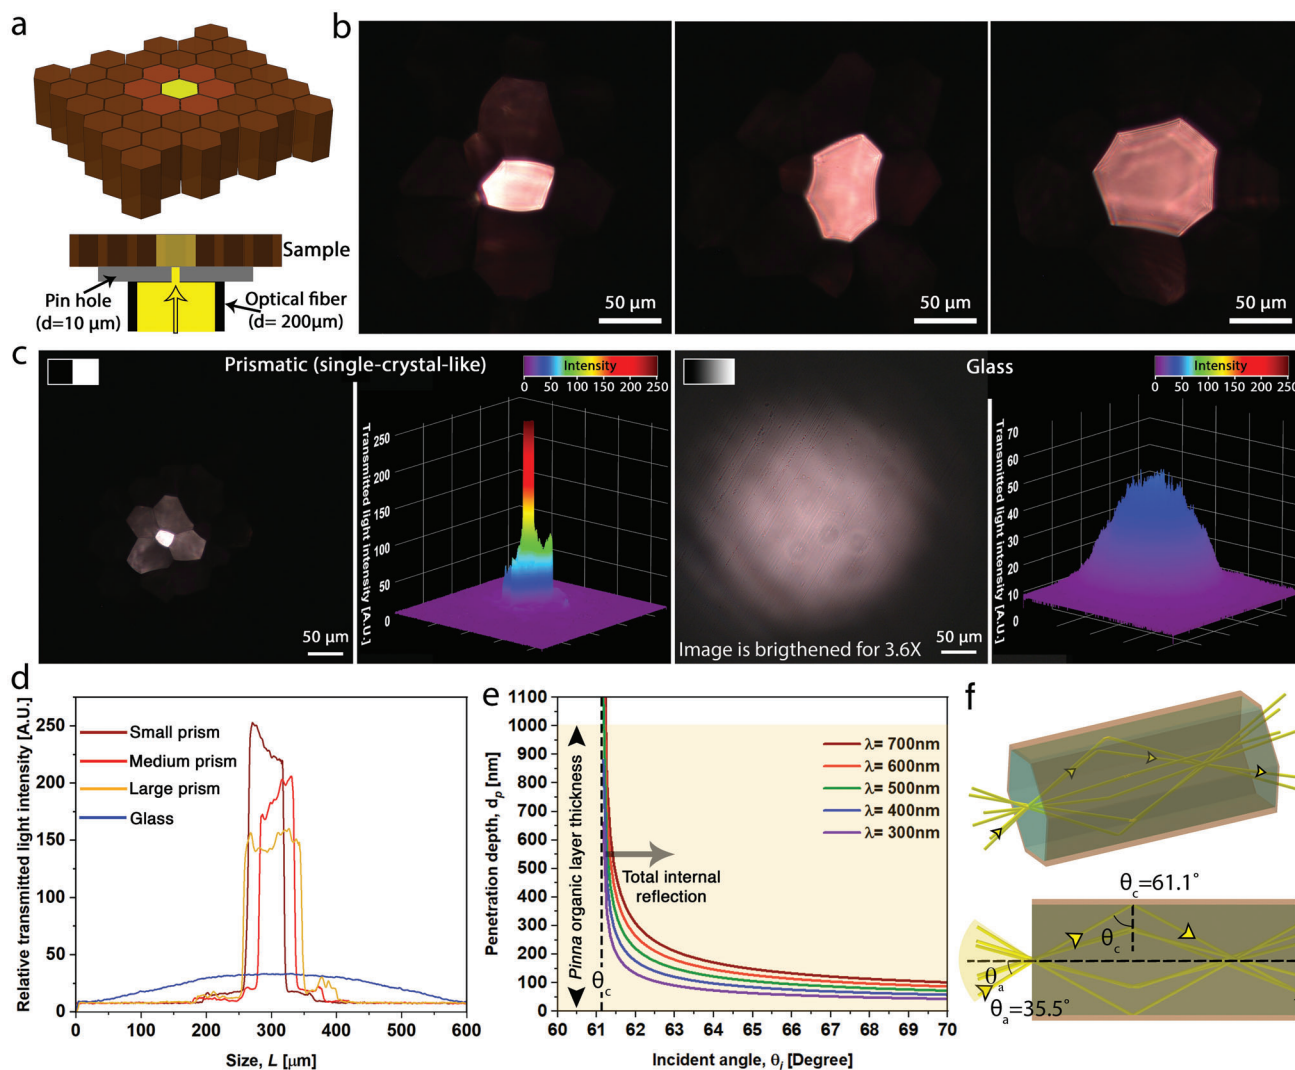 a
Sample
Pin hole
(d=10 µm)
Optical fiber
(d= 200µm)
b
50 µm
50 µm
50 µm
c
Prismatic (single-crystal-like)
50 µm
Intensity
0 50 100 150 200 250
Transmitted light intensity [A.U.]
250
200
150
100
50
0
Glass
Image is brigthened for 3.6X
50 µm
Intensity
0 50 100 150 200 250
Transmitted light intensity [A.U.]
70
60
50
40
30
20
10
0
d
Relative transmitted light intensity [A.U.]
250
200
150
100
50
0
Small prism
Medium prism
Large prism
Glass
0 100 200 300 400 500 600
Size, L [µm]
e
Penetration depth, dp [nm]
1100
1000
900
800
700
600
500
400
300
200
100
0
Pinna organic layer thickness
θc
λ= 700nm
λ= 600nm
λ= 500nm
λ= 400nm
λ= 300nm
Total internal
reflection
60 61 62 63 64 65 66 67 68 69 70
Incident angle, θi [Degree]
f
θc=61.1°
θc
θa
θa=35.5°